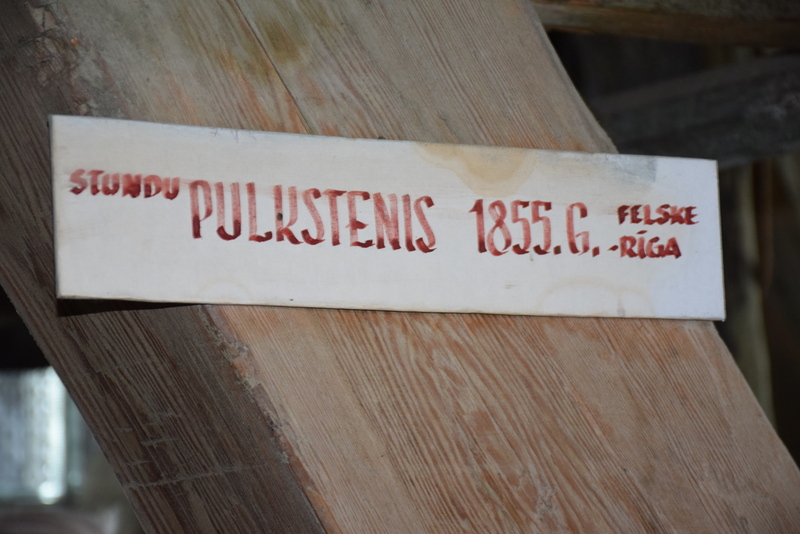 STUNDU PULKSTENIS 1855.G. FELSKE
-RĪGA